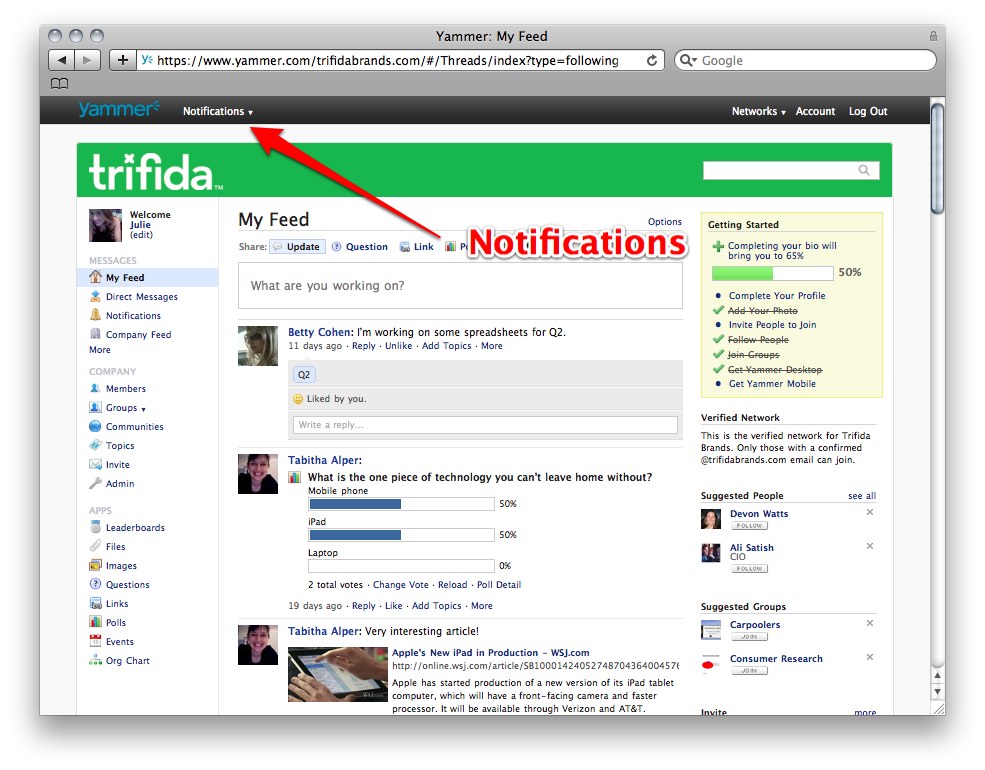 Yammer: My Feed
https://www.yammer.com/trifidabrands.com/#/Threads/index?type=following
Google
yammer Notifications Networks Account Log Out
trifida TM
Welcome
Julie
(edit)
MESSAGES
My Feed
Direct Messages
Notifications
Company Feed
More
COMPANY
Members
Groups
Communities
Topics
Invite
Admin
APPS
Leaderboards
Files
Images
Questions
Links
Polls
Events
Org Chart
My Feed
Options
Share: Update Question Link
Notifications
What are you working on?
Betty Cohen: I'm working on some spreadsheets for Q2.
11 days ago · Reply · Unlike · Add Topics · More
Q2
Liked by you.
Write a reply...
Tabitha Alper:
What is the one piece of technology you can't leave home without?
Mobile phone
50%
iPad
50%
Laptop
0%
2 total votes · Change Vote · Reload · Poll Detail
19 days ago · Reply · Like · Add Topics · More
Tabitha Alper: Very interesting article!
Apple's New iPad in Production - WSJ.com
http://online.wsj.com/article/SB1000142405274870436400457
Apple has started production of a new version of its iPad tablet
computer, which will have a front-facing camera and faster
processor. It will be available through Verizon and AT&T.
Getting Started
Completing your bio will
bring you to 65%
50%
Complete Your Profile
Add Your Photo
Invite People to Join
Follow People
Join Groups
Get Yammer Desktop
Get Yammer Mobile
Verified Network
This is the verified network for Trifida
Brands. Only those with a confirmed
@trifidabrands.com email can join.
Suggested People see all
Devon Watts
FOLLOW
Ali Satish
CIO
FOLLOW
Suggested Groups
Carpoolers
JOIN
Consumer Research
JOIN
Invite more